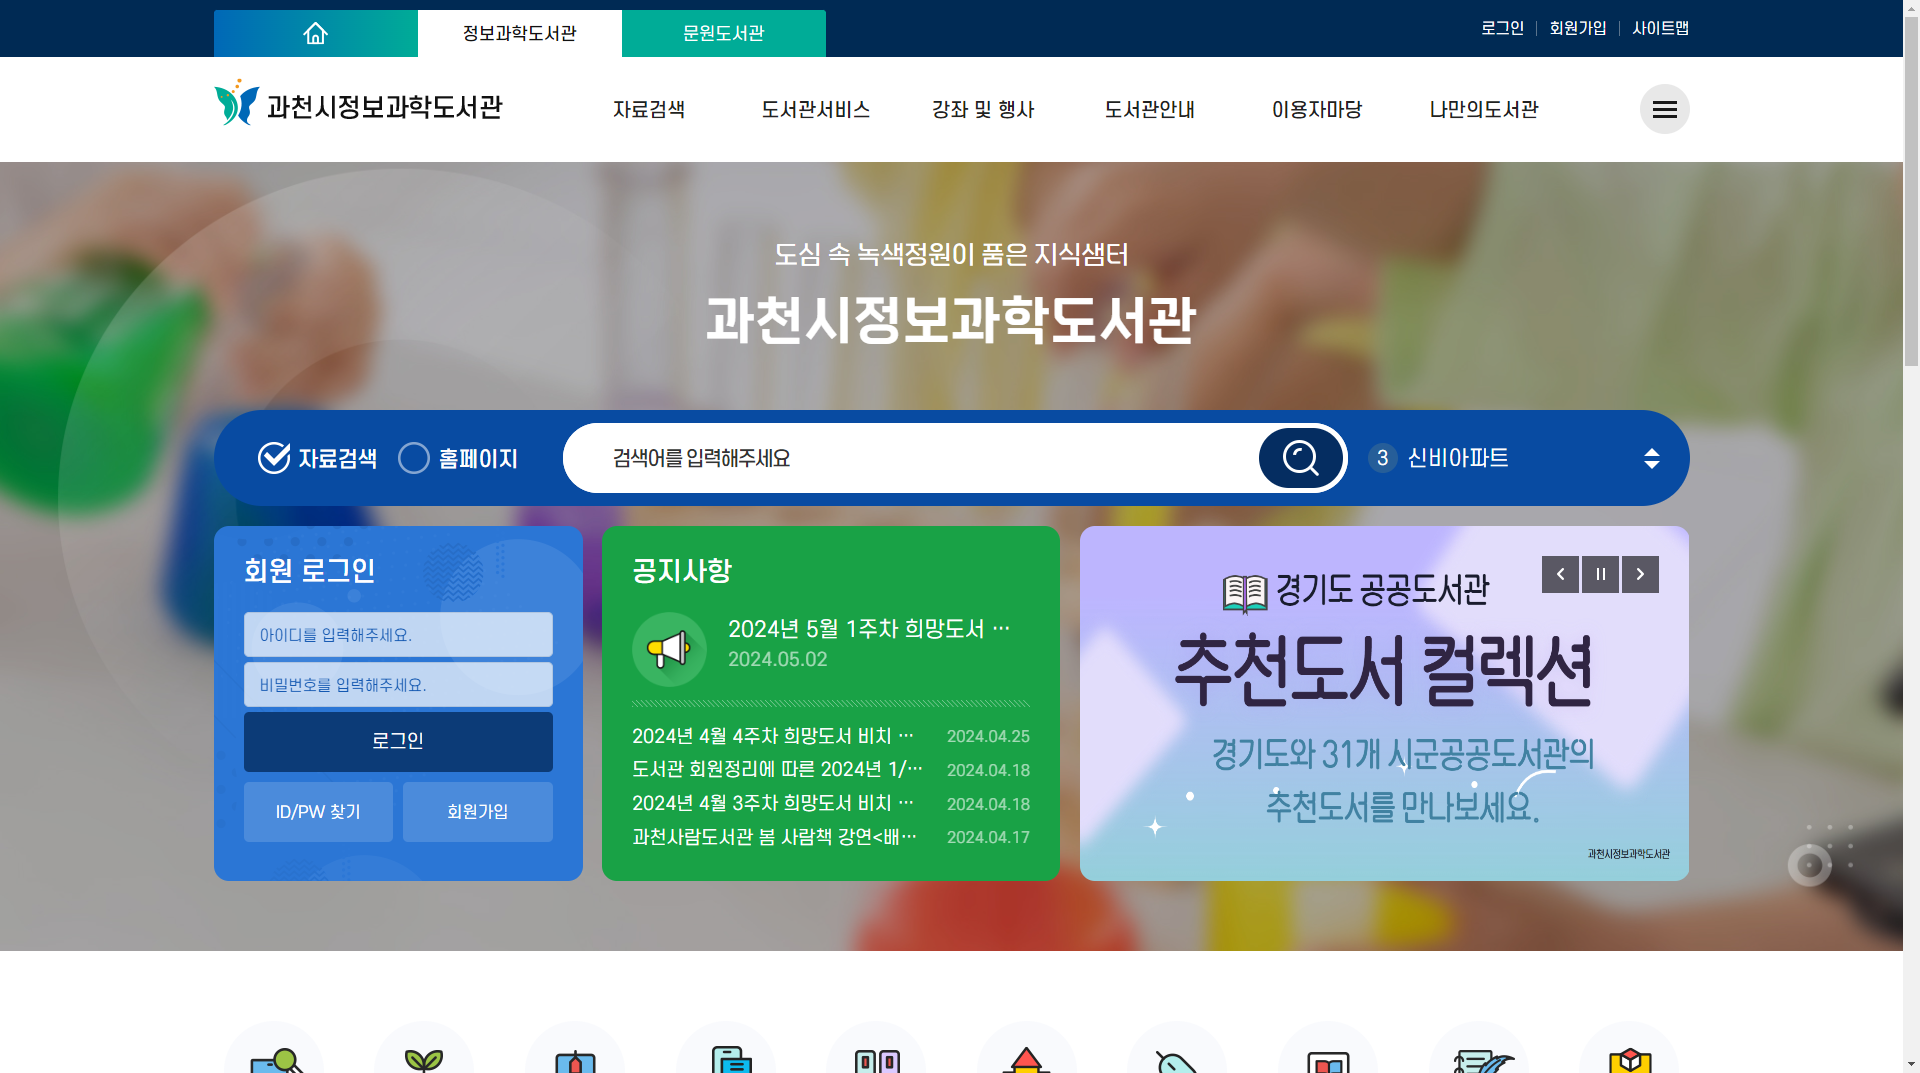 정보과학도서관
문원도서관
로그인
회원가입
사이트맵
과천시정보과학도서관
자료검색
도서관서비스
강좌 및 행사
도서관안내
이용자마당
나만의도서관
도심 속 녹색정원이 품은 지식샘터
과천시정보과학도서관
자료검색
홈페이지
검색어를 입력해주세요
3 신비아파트
회원 로그인
아이디를 입력해주세요.
비밀번호를 입력해주세요.
로그인
ID/PW 찾기
회원가입
공지사항
2024년 5월 1주차 희망도서 …
2024.05.02
2024년 4월 4주차 희망도서 비치 … 2024.04.25
도서관 회원정리에 따른 2024년 1/… 2024.04.18
2024년 4월 3주차 희망도서 비치 … 2024.04.18
과천사람도서관 봄 사람책 강연<배… 2024.04.17
경기도 공공도서관
추천도서 컬렉션
경기도와 31개 시군공공도서관의
추천도서를 만나보세요.
과천시정보과학도서관